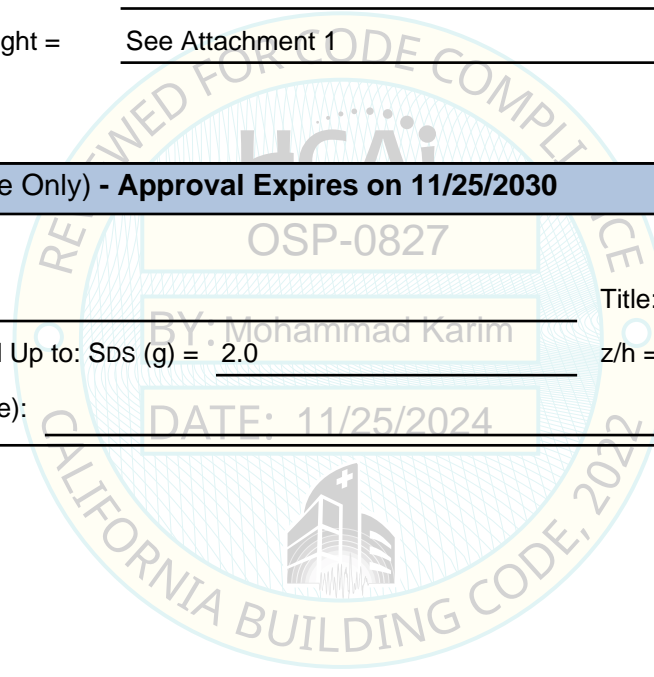 ght = See Attachment 1
REVIEWED FOR CODE COMPLIANCE
HCAi
e Only) - Approval Expires on 11/25/2030
OSP-0827
Title:
BY: Mohammad Karim
l Up to: SDS (g) = 2.0 z/h =
e):
DATE: 11/25/2024
CALIFORNIA BUILDING CODE, 2022